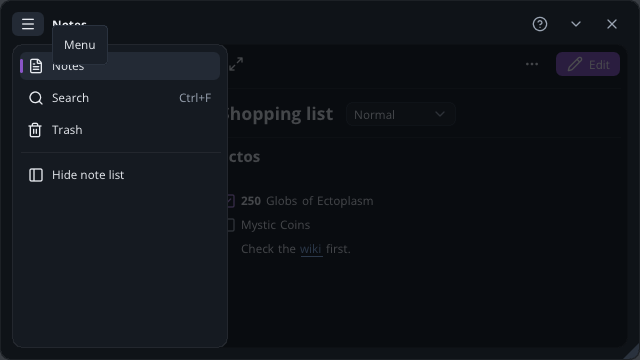 Notes
Menu
Notes
Edit
Search Ctrl+F
Shopping list Normal
Trash
ctos
Hide note list
250 Globs of Ectoplasm
Mystic Coins
Check the wiki first.